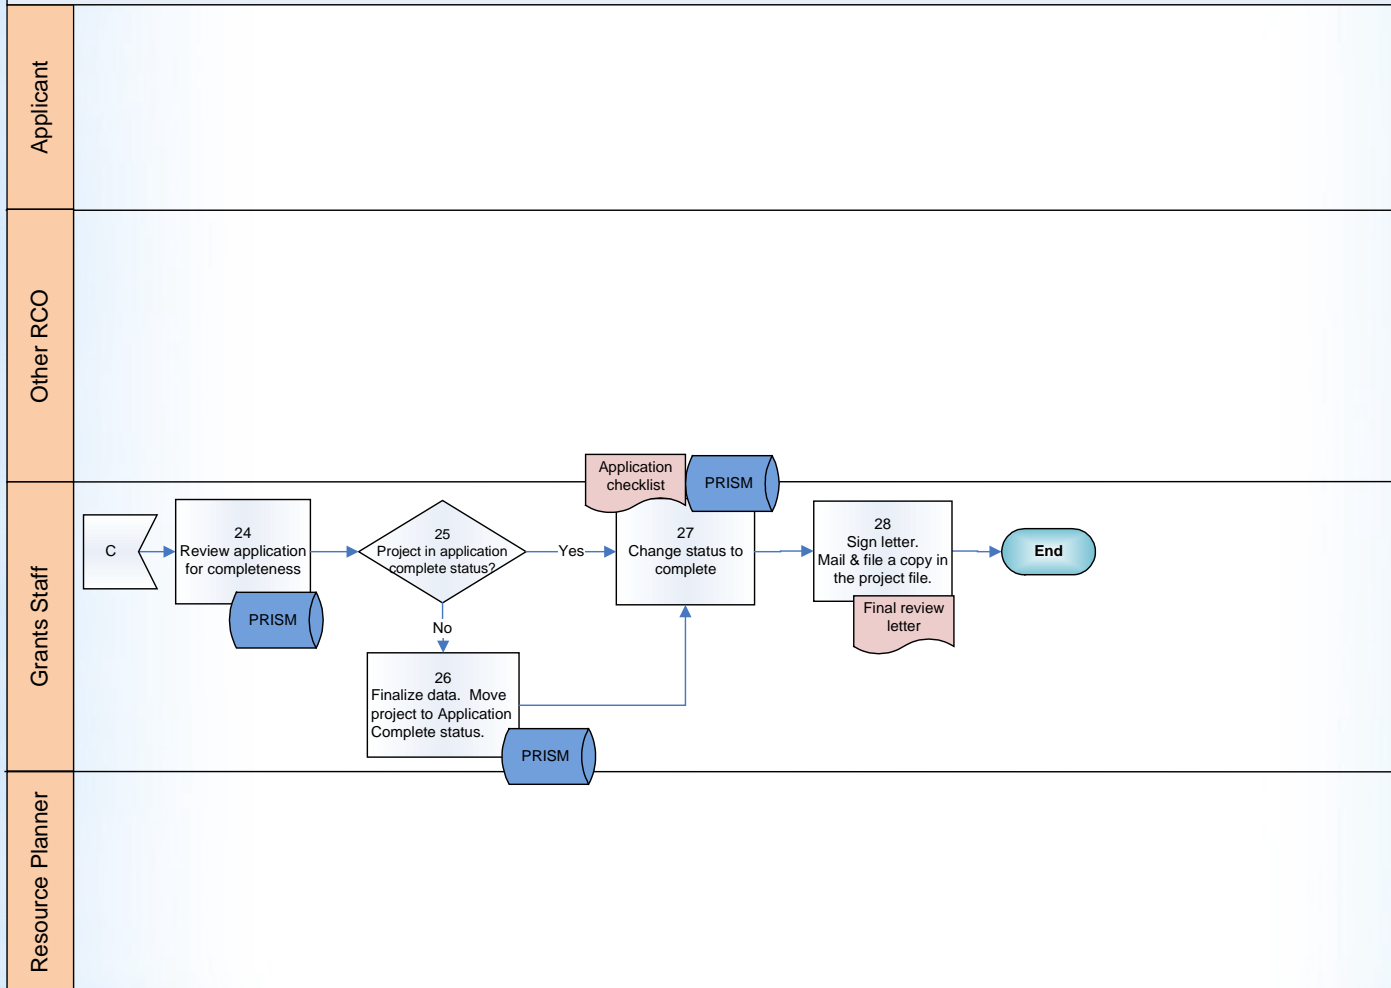 Applicant
Other RCO
Grants Staff
Resource Planner
C
24
Review application
for completeness
PRISM
25
Project in application
complete status?
Yes
No
26
Finalize data.  Move
project to Application
Complete status.
PRISM
Application
checklist
PRISM
27
Change status to
complete
28
Sign letter.
Mail & file a copy in
the project file.
Final review
letter
End